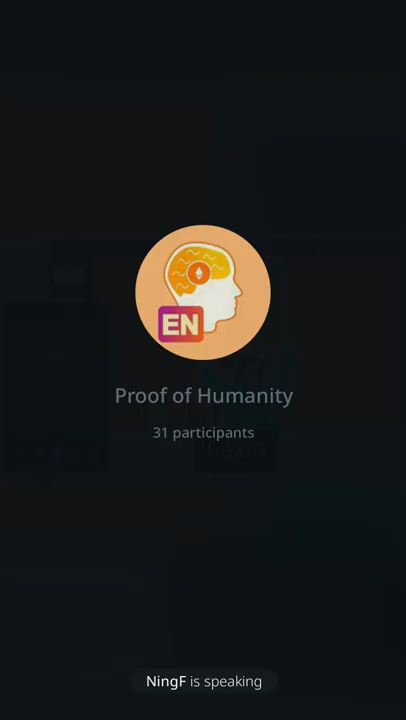 EN
Proof of Humanity
31 participants
NingF is speaking